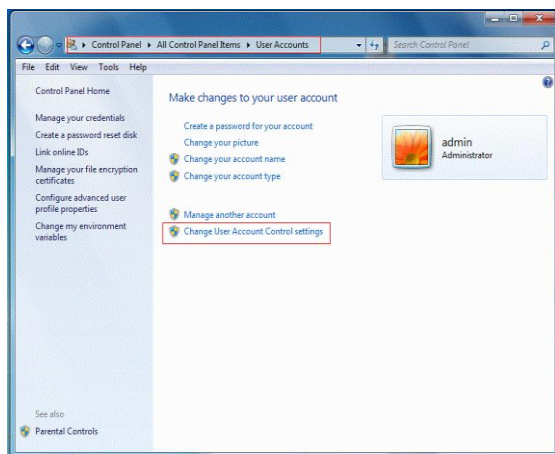 Control Panel ▸ All Control Panel Items ▸ User Accounts
Search Control Panel
File Edit View Tools Help
Control Panel Home
Manage your credentials
Create a password reset disk
Link online IDs
Manage your file encryption
certificates
Configure advanced user
profile properties
Change my environment
variables
See also
Parental Controls
Make changes to your user account
Create a password for your account
Change your picture
Change your account name
Change your account type
Manage another account
Change User Account Control settings
admin
Administrator